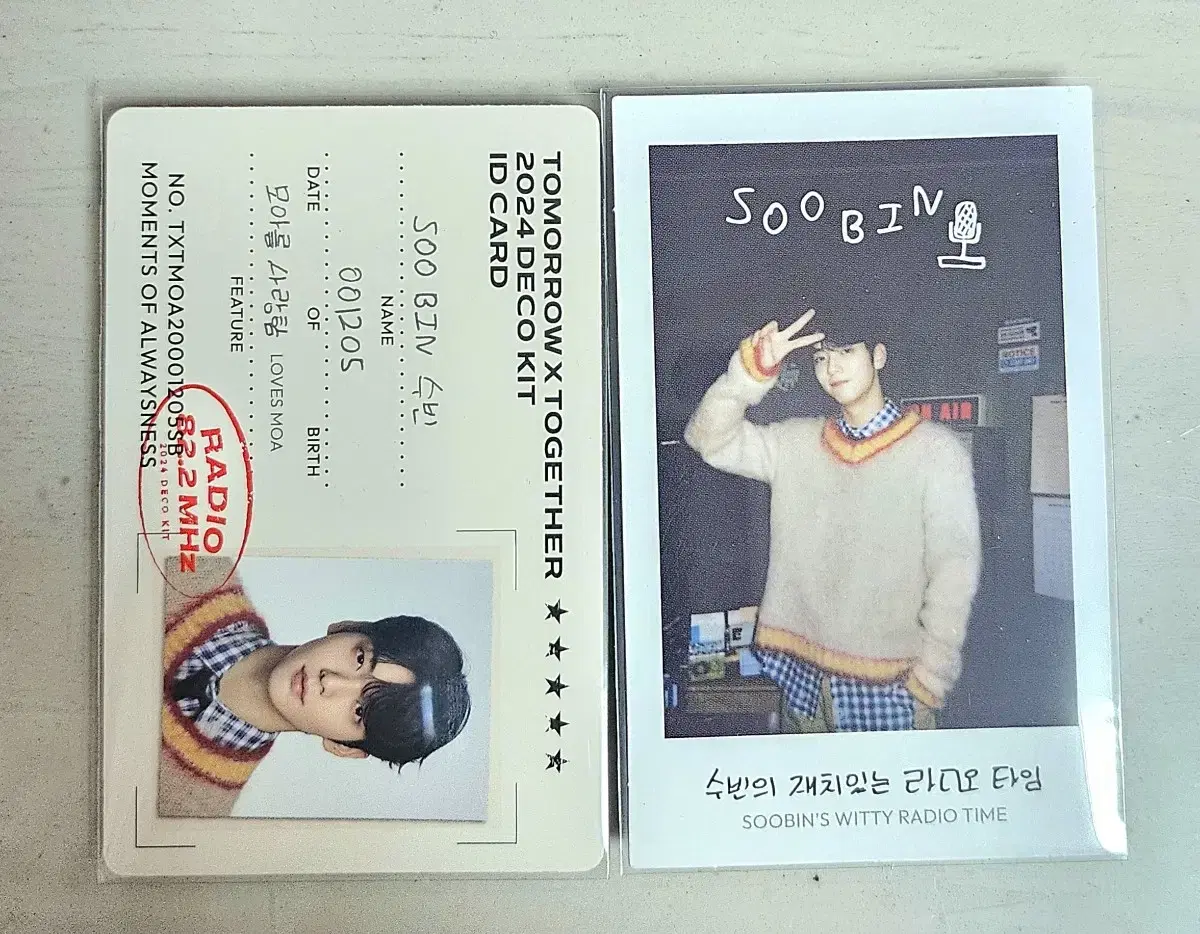 TOMORROW X TOGETHER ★★★★★
2024 DECO KIT
ID CARD
SOO BIN 수빈
NAME
001205
DATE OF BIRTH
모아를 사랑함 LOVES MOA
FEATURE
NO. TXTMOA20001205SB
MOMENTS OF ALWAYSNESS
RADIO
82.2 MHz
2024 DECO KIT
SOOBIN
NOTICE
ON AIR
수빈의 재치있는 라디오 타임
SOOBIN'S WITTY RADIO TIME